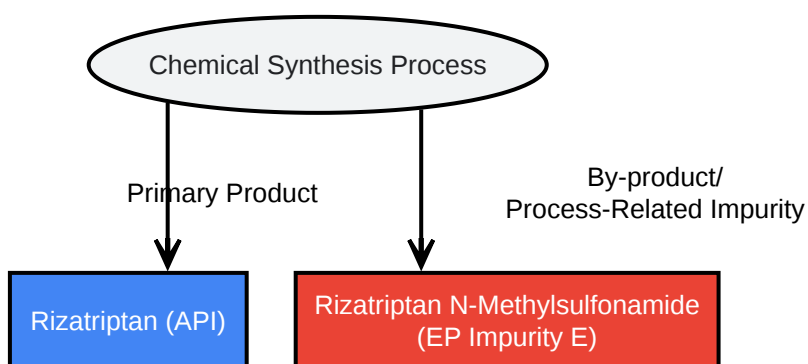 Chemical Synthesis Process
Primary Product
By-product/
Process-Related Impurity
Rizatriptan (API)
Rizatriptan N-Methylsulfonamide
(EP Impurity E)